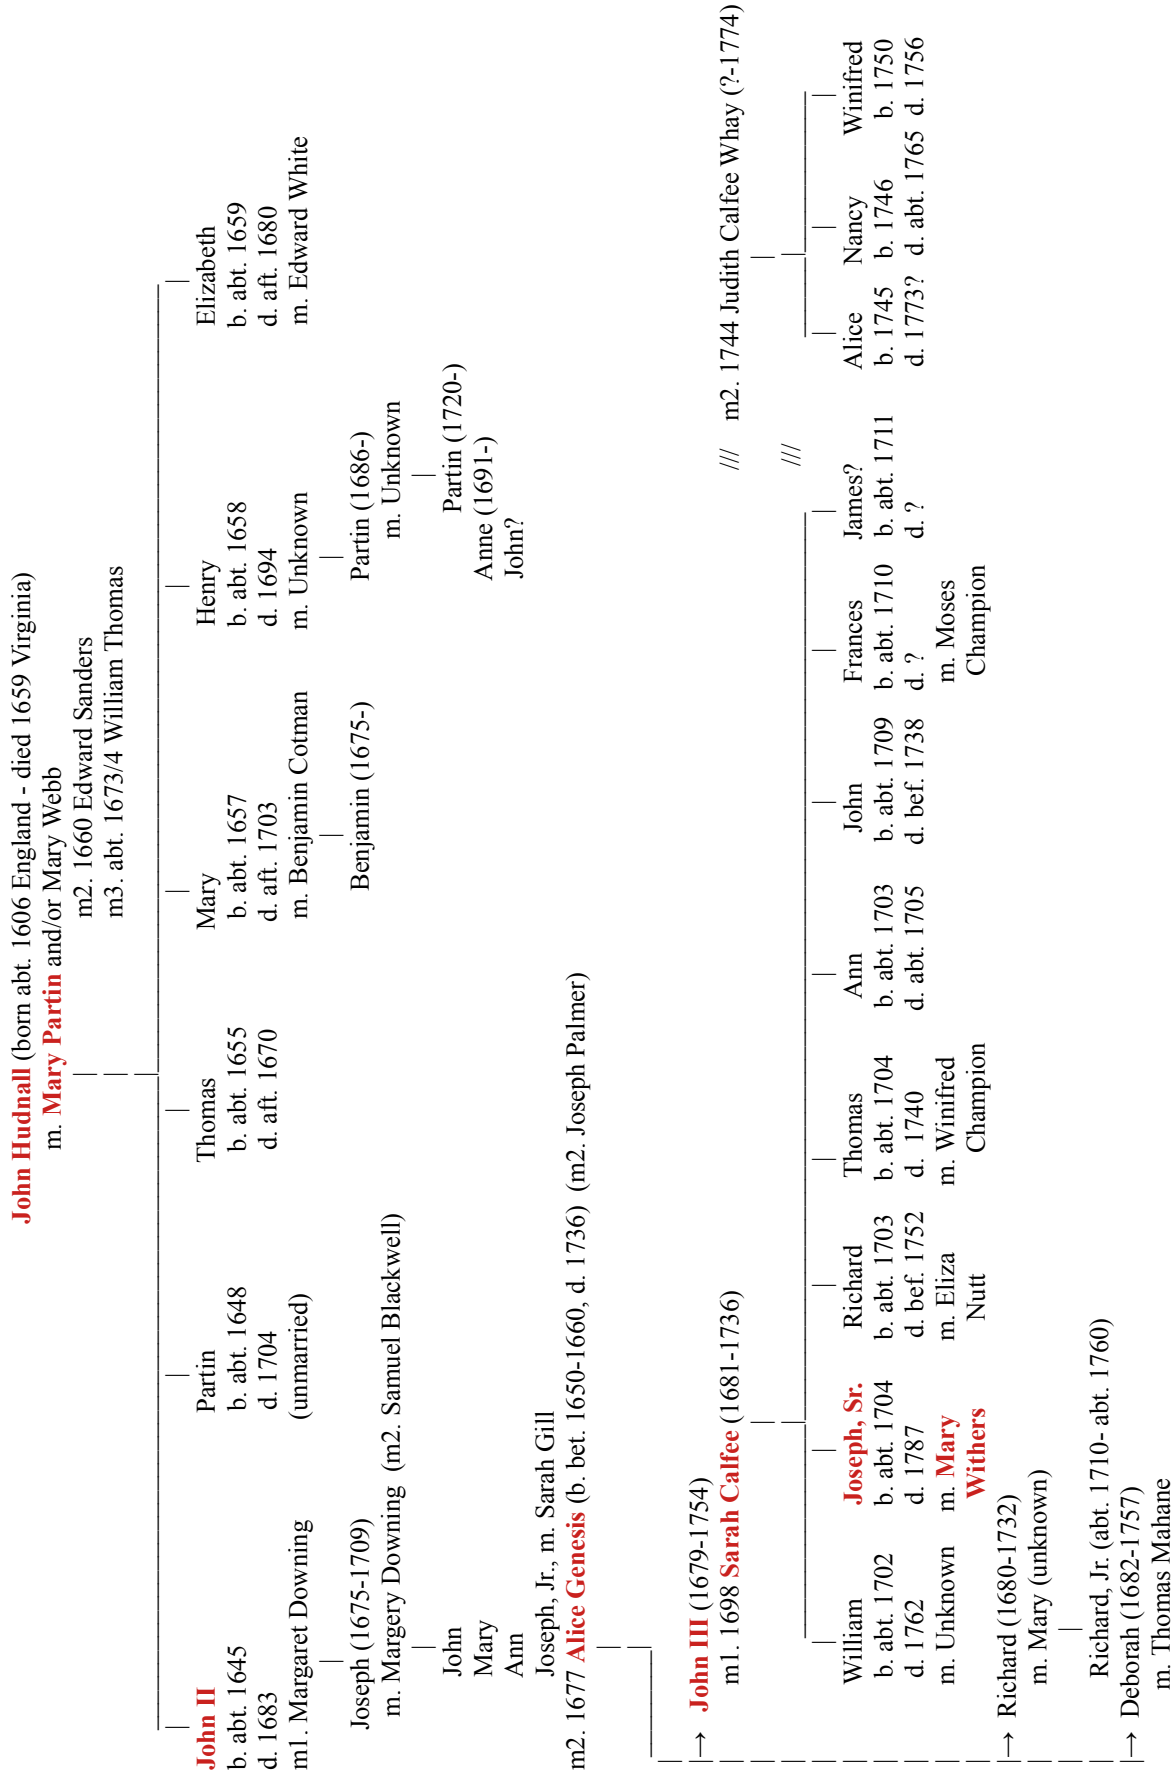 John Hudnall (born abt. 1606 England - died 1659 Virginia)
m. Mary Partin and/or Mary Webb
m2. 1660 Edward Sanders
m3. abt. 1673/4 William Thomas
John II
b. abt. 1645
d. 1683
m1. Margaret Downing
Joseph (1675-1709)
m. Margery Downing (m2. Samuel Blackwell)
John
Mary
Ann
Joseph, Jr., m. Sarah Gill
m2. 1677 Alice Genesis (b. bet. 1650-1660, d. 1736) (m2. Joseph Palmer)
Partin
b. abt. 1648
d. 1704
(unmarried)
Thomas
b. abt. 1655
d. aft. 1670
Mary
b. abt. 1657
d. aft. 1703
m. Benjamin Cotman
Benjamin (1675-)
Henry
b. abt. 1658
d. 1694
m. Unknown
Partin (1686-)
m. Unknown
Partin (1720-)
Anne (1691-)
John?
Elizabeth
b. abt. 1659
d. aft. 1680
m. Edward White
→ John III (1679-1754)
m1. 1698 Sarah Calfee (1681-1736)
/// m2. 1744 Judith Calfee Whay (?-1774)
///
William
b. abt. 1702
d. 1762
m. Unknown
Joseph, Sr.
b. abt. 1704
d. 1787
m. Mary
Withers
Richard
b. abt. 1703
d. bef. 1752
m. Eliza
Nutt
Thomas
b. abt. 1704
d. 1740
m. Winifred
Champion
Ann
b. abt. 1703
d. abt. 1705
John
b. abt. 1709
d. bef. 1738
Frances
b. abt. 1710
d. ?
m. Moses
Champion
James?
b. abt. 1711
d. ?
Alice
b. 1745
d. 1773?
Nancy
b. 1746
d. abt. 1765
Winifred
b. 1750
d. 1756
→ Richard (1680-1732)
m. Mary (unknown)
Richard, Jr. (abt. 1710- abt. 1760)
→ Deborah (1682-1757)
m. Thomas Mahane